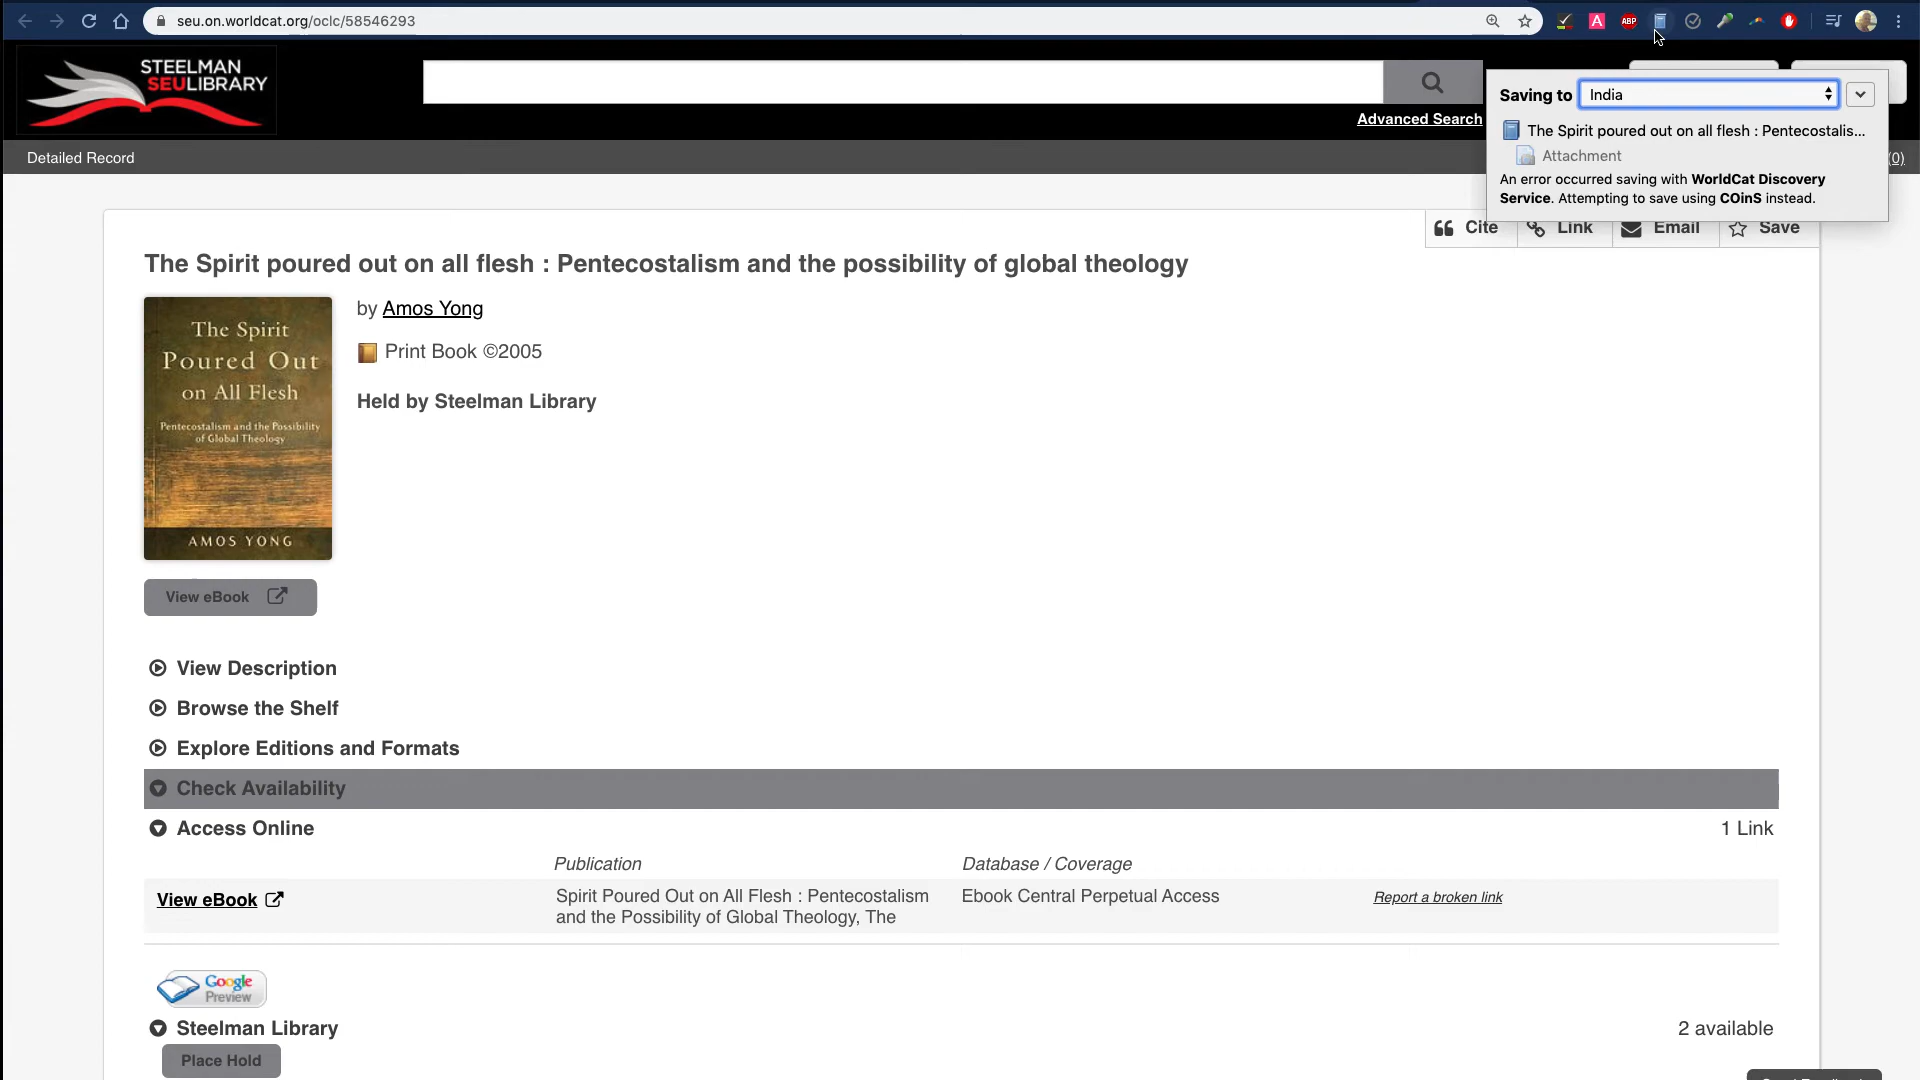 seu.on.worldcat.org/oclc/58546293
A
ABP
STEELMAN
SEULIBRARY
Advanced Search
Saving to India
The Spirit poured out on all flesh : Pentecostalis...
Attachment
An error occurred saving with WorldCat Discovery
Service. Attempting to save using COinS instead.
Detailed Record
(0)
Cite
Link
Email
Save
The Spirit poured out on all flesh : Pentecostalism and the possibility of global theology
The Spirit
Poured Out
on All Flesh
Pentecostalism and the Possibility
of Global Theology
AMOS YONG
by Amos Yong
Print Book ©2005
Held by Steelman Library
View eBook
View Description
Browse the Shelf
Explore Editions and Formats
Check Availability
Access Online
1 Link
Publication
Database / Coverage
View eBook
Spirit Poured Out on All Flesh : Pentecostalism
and the Possibility of Global Theology, The
Ebook Central Perpetual Access
Report a broken link
Google
Preview
Steelman Library
2 available
Place Hold